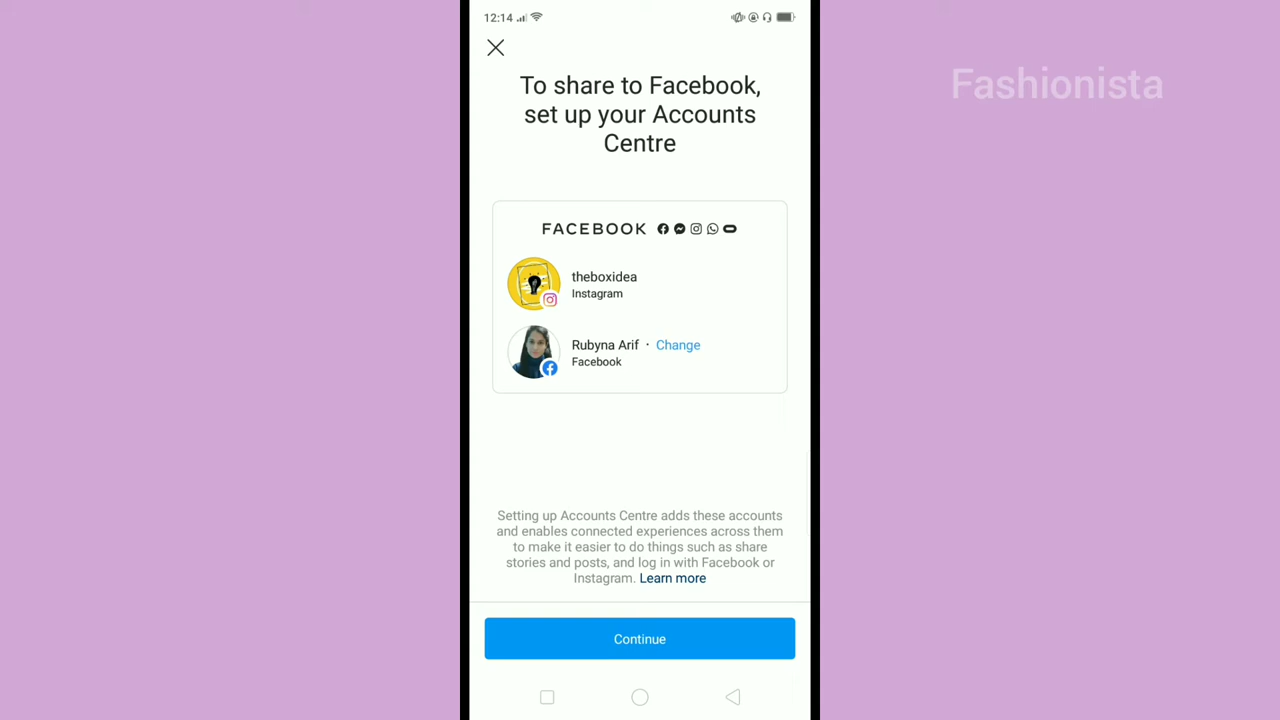 12:14
Fashionista
To share to Facebook,
set up your Accounts
Centre
FACEBOOK
theboxidea
Instagram
Rubyna Arif · Change
Facebook
Setting up Accounts Centre adds these accounts
and enables connected experiences across them
to make it easier to do things such as share
stories and posts, and log in with Facebook or
Instagram. Learn more
Continue